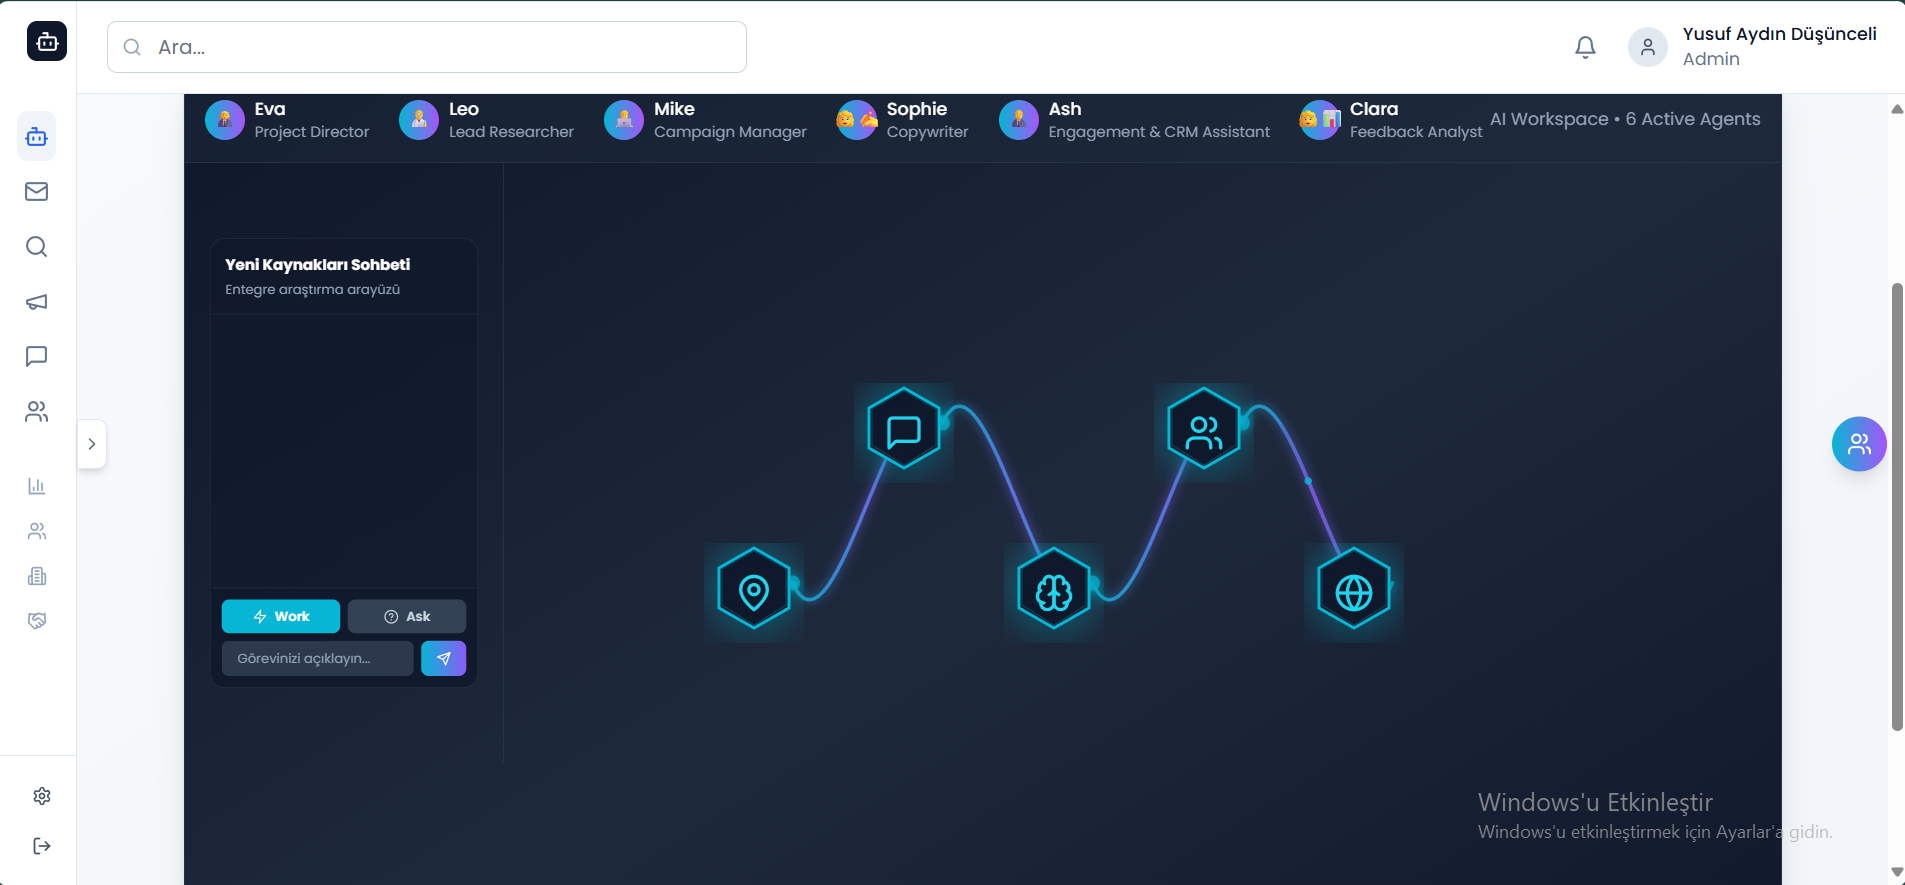 Ara...
Yusuf Aydın Düşünceli
Admin
Eva
Project Director
Leo
Lead Researcher
Mike
Campaign Manager
Sophie
Copywriter
Ash
Engagement & CRM Assistant
Clara
Feedback Analyst
AI Workspace • 6 Active Agents
Yeni Kaynakları Sohbeti
Entegre araştırma arayüzü
Work
Ask
Görevinizi açıklayın...
Windows'u Etkinleştir
Windows'u etkinleştirmek için Ayarlar'a gidin.